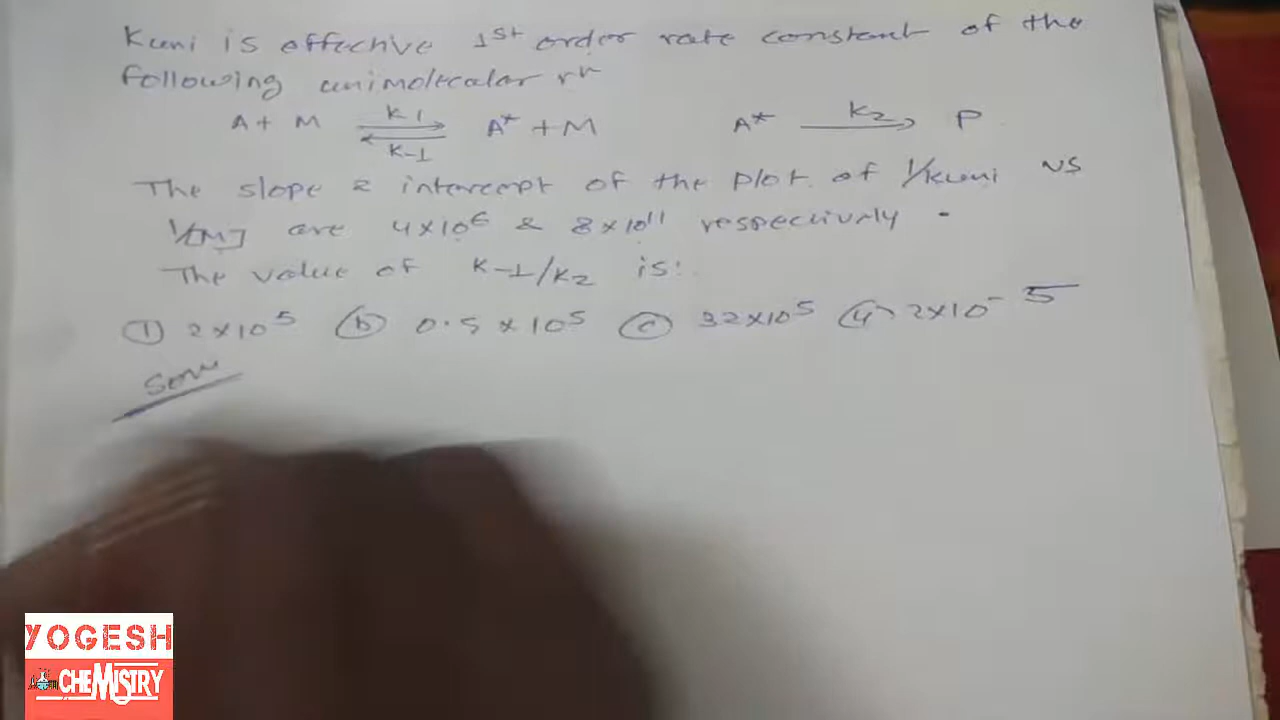 Kuni is effective 1st order rate constant of the
following unimolecular rn
A + M K1 K-1 A* + M A* K2 P
The slope & intercept of the plot of 1/Kuni vs
1/[M] are 4×10⁶ & 8×10¹¹ respectively.
The value of K-1/K2 is:
① 2×10⁵ (b) 0.5×10⁵ (c) 32×10⁵ (4) 2×10⁻⁵
Soln
YOGESH
CHEMISTRY